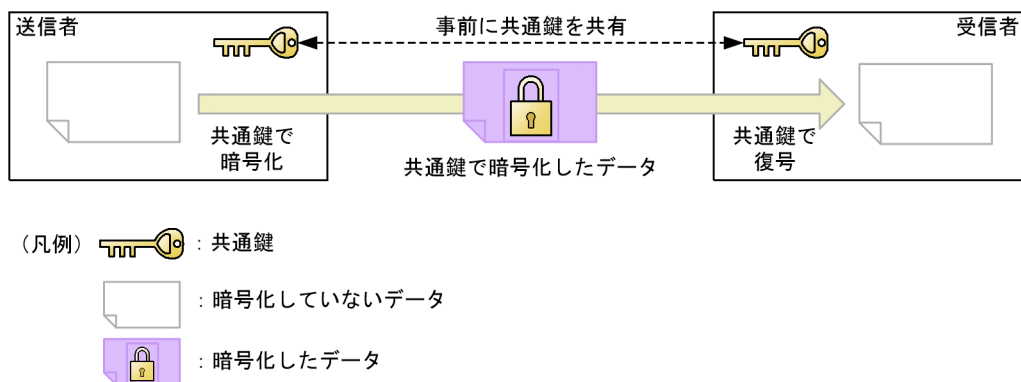 送信者
事前に共通鍵を共有
受信者
共通鍵で
暗号化
共通鍵で暗号化したデータ
共通鍵で
復号
(凡例)
:共通鍵
:暗号化していないデータ
:暗号化したデータ